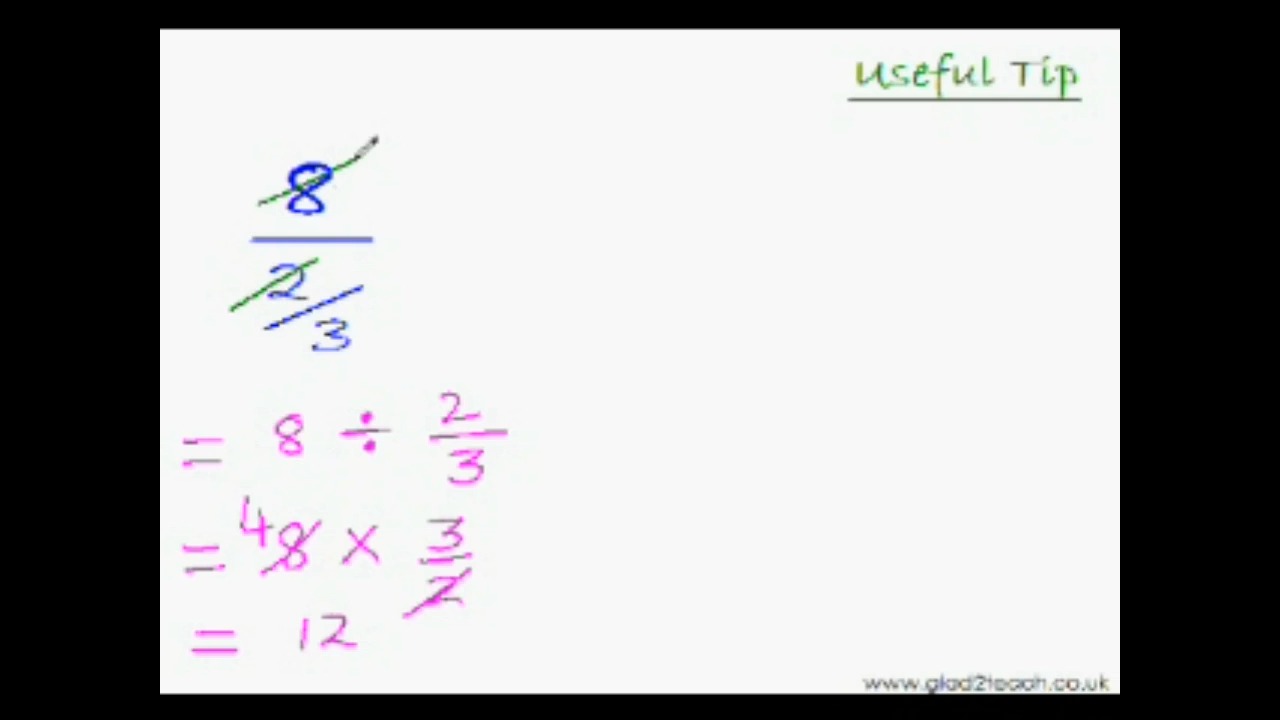 Useful Tip
8
2/3
= 8 ÷ 2/3
= 4 8 × 3/2
= 12
www.glad2teach.co.uk